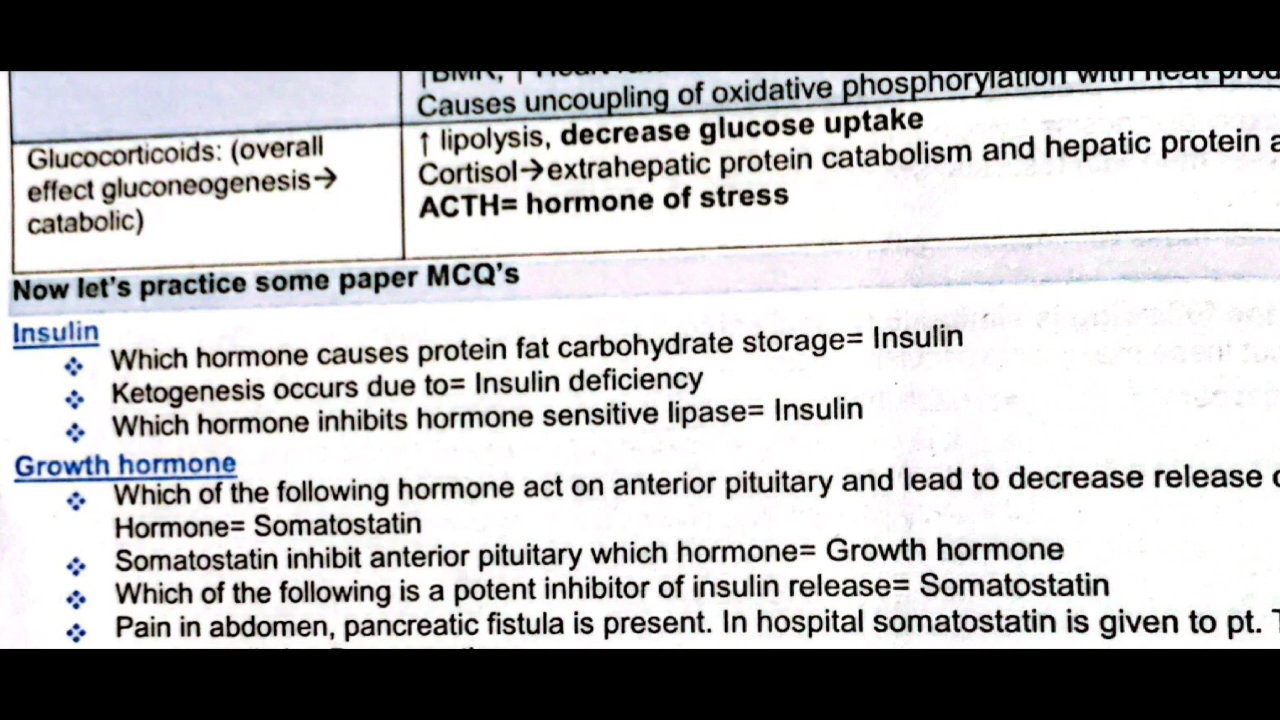 ↑BMR, ↑
Causes uncoupling of oxidative phosphorylation with heat prod
Glucocorticoids: (overall
effect gluconeogenesis→
catabolic)
↑ lipolysis, decrease glucose uptake
Cortisol→extrahepatic protein catabolism and hepatic protein a
ACTH= hormone of stress
Now let's practice some paper MCQ's
Insulin
❖ Which hormone causes protein fat carbohydrate storage= Insulin
❖ Ketogenesis occurs due to= Insulin deficiency
❖ Which hormone inhibits hormone sensitive lipase= Insulin
Growth hormone
❖ Which of the following hormone act on anterior pituitary and lead to decrease release
Hormone= Somatostatin
❖ Somatostatin inhibit anterior pituitary which hormone= Growth hormone
❖ Which of the following is a potent inhibitor of insulin release= Somatostatin
❖ Pain in abdomen, pancreatic fistula is present. In hospital somatostatin is given to pt.